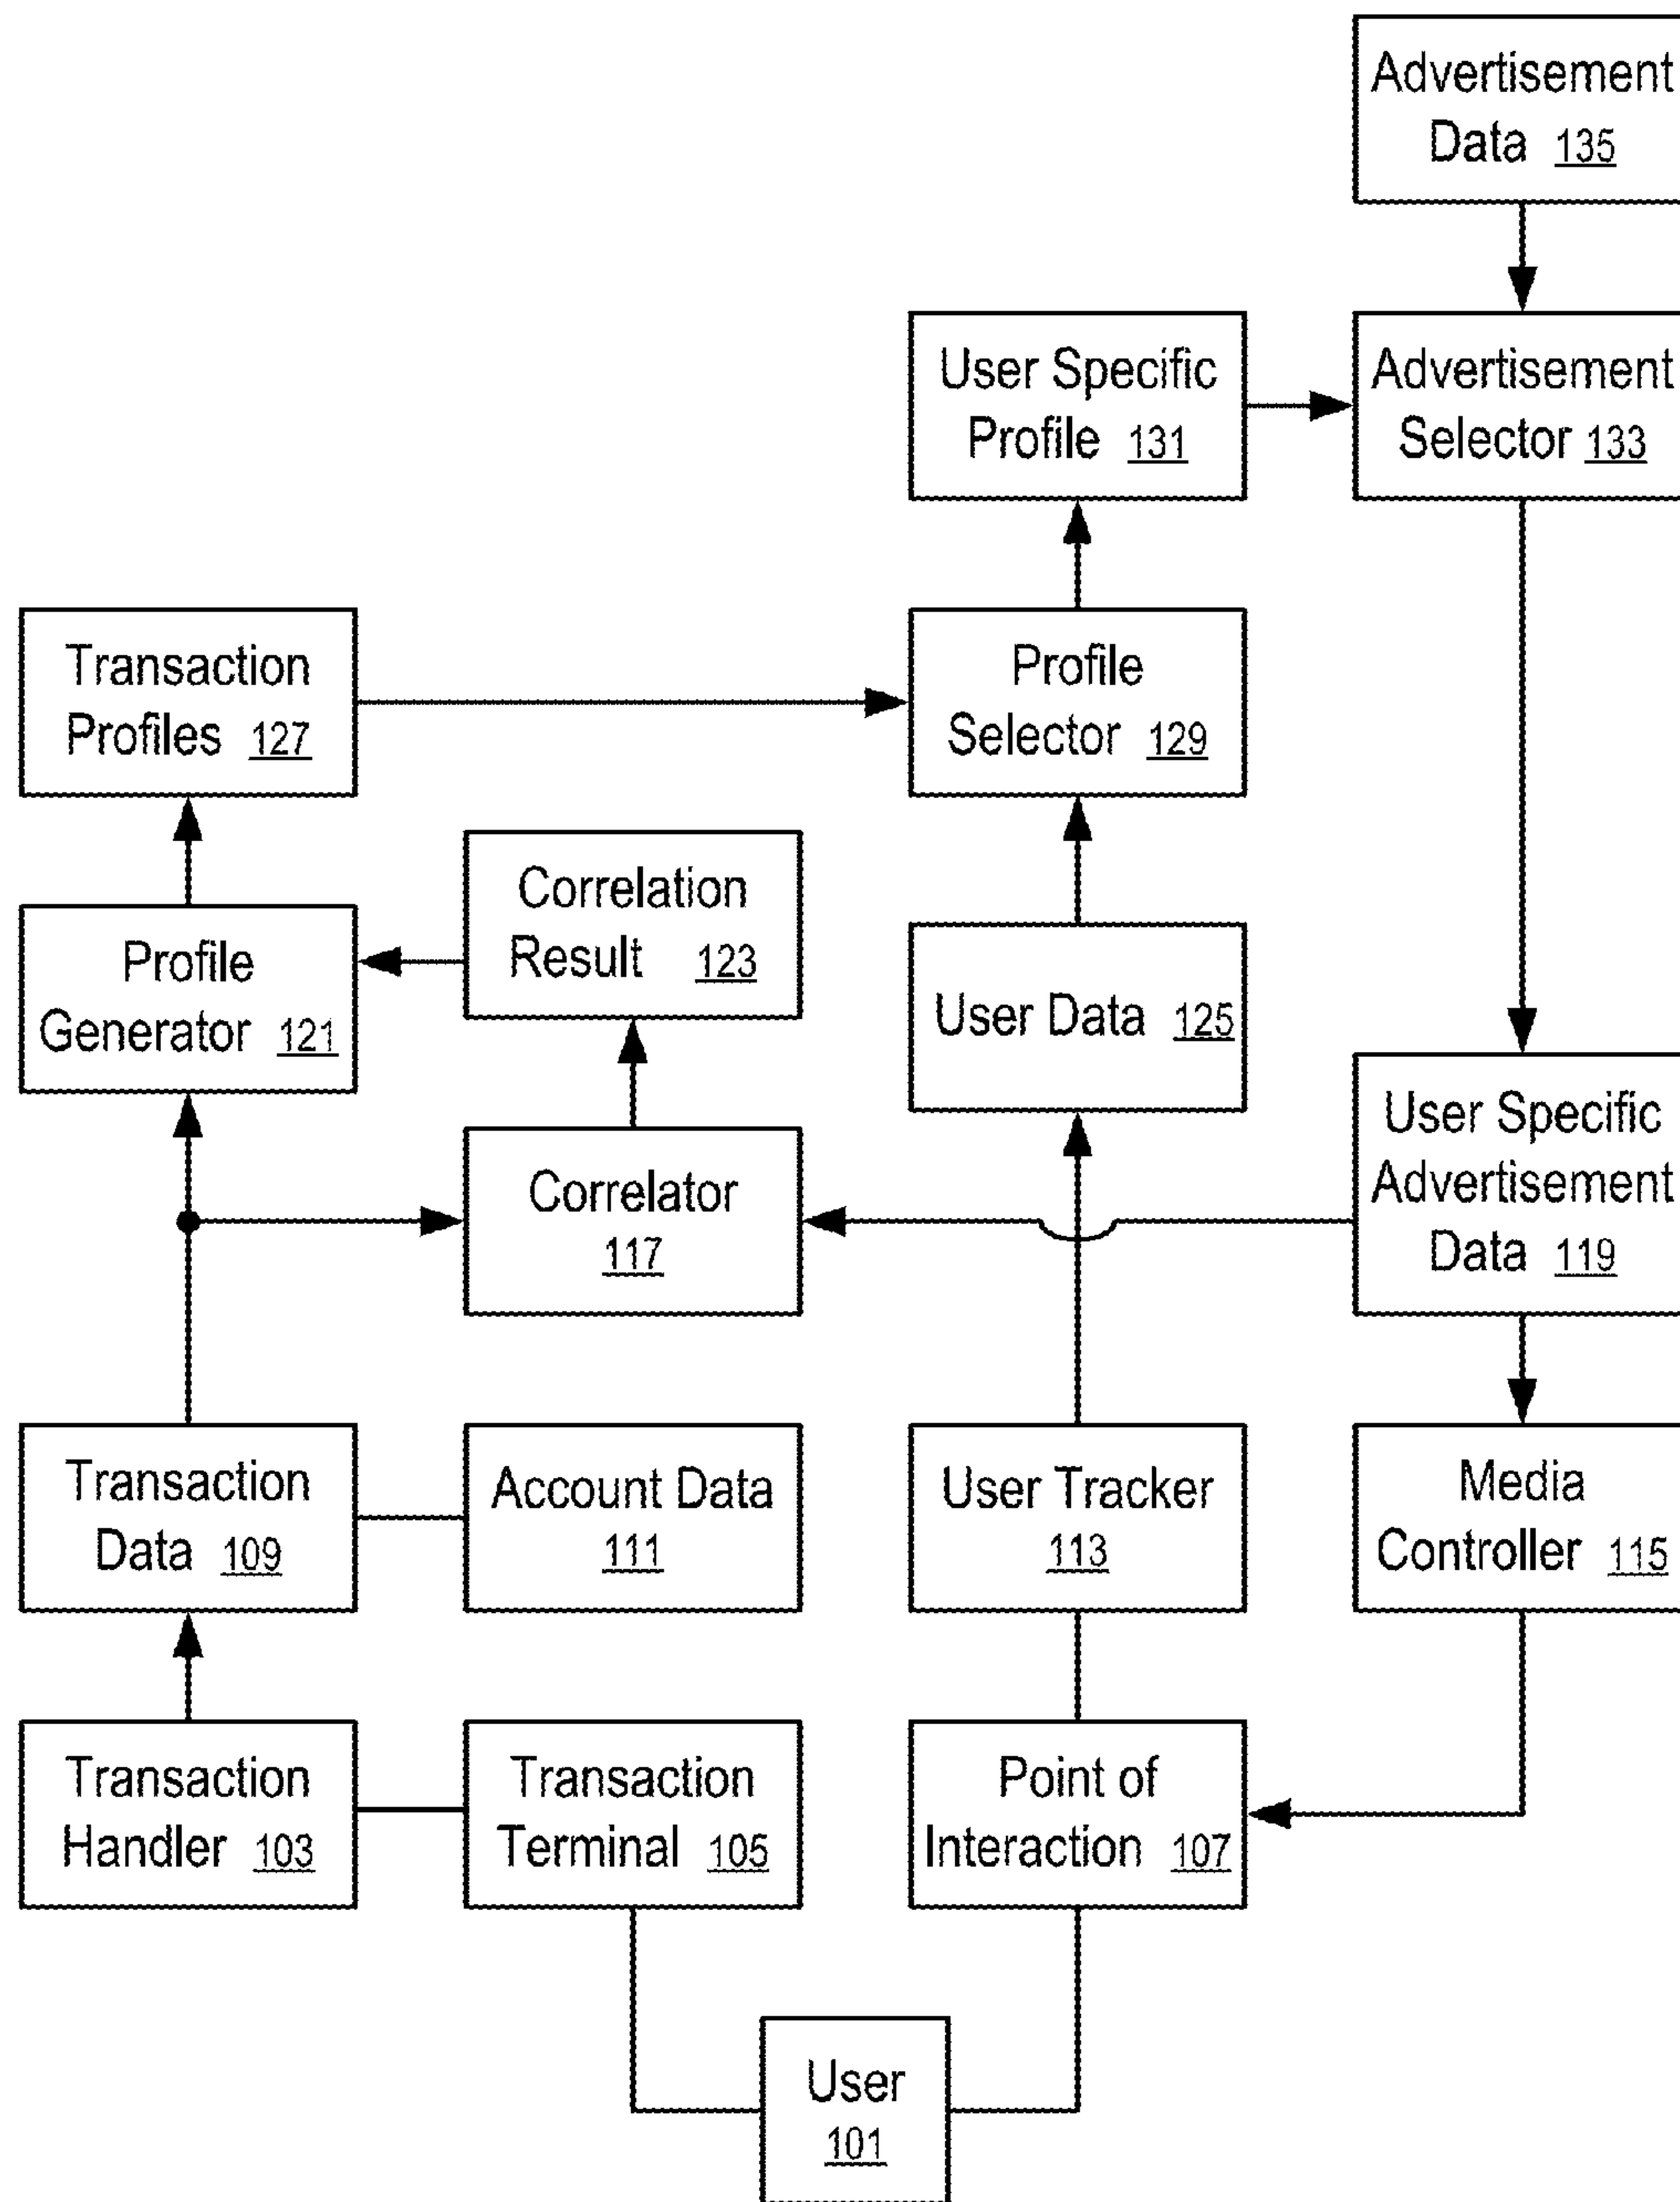 Advertisement
Data 135
User Specific
Profile 131
Advertisement
Selector 133
Transaction
Profiles 127
Profile
Selector 129
Correlation
Result 123
Profile
Generator 121
User Data 125
User Specific
Advertisement
Data 119
Correlator
117
Transaction
Data 109
Account Data
111
User Tracker
113
Media
Controller 115
Transaction
Handler 103
Transaction
Terminal 105
Point of
Interaction 107
User
101